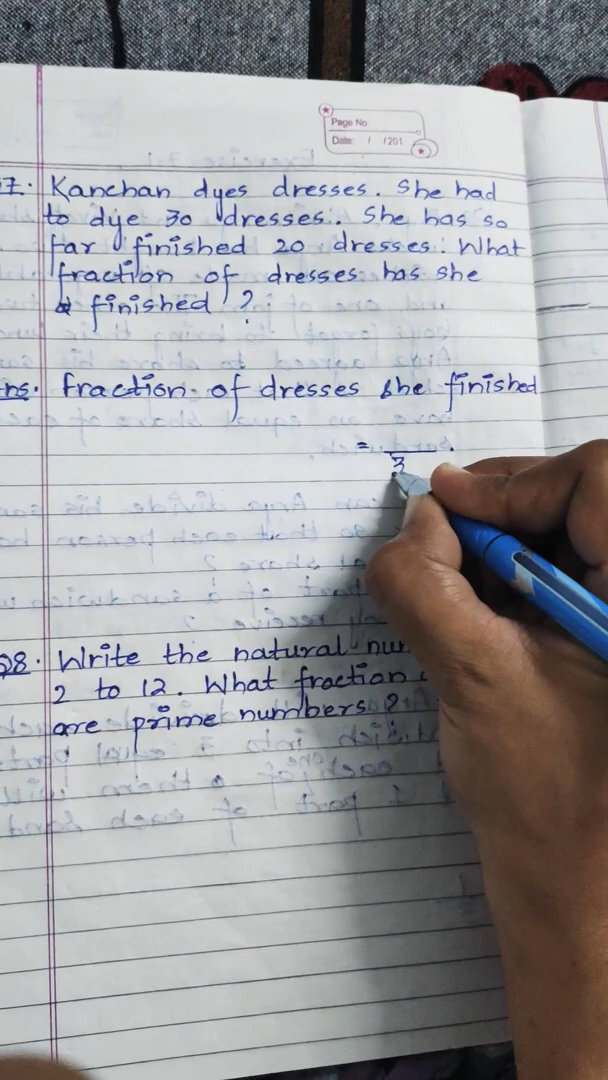 Page No.
Date: / /201
7. Kanchan dyes dresses. She had
to dye 30 dresses. She has so
far finished 20 dresses. What
fraction of dresses has she
finished ?
Ans. Fraction of dresses she finished
= 3
Q8. Write the natural
2 to 12. What fraction
are prime numbers?